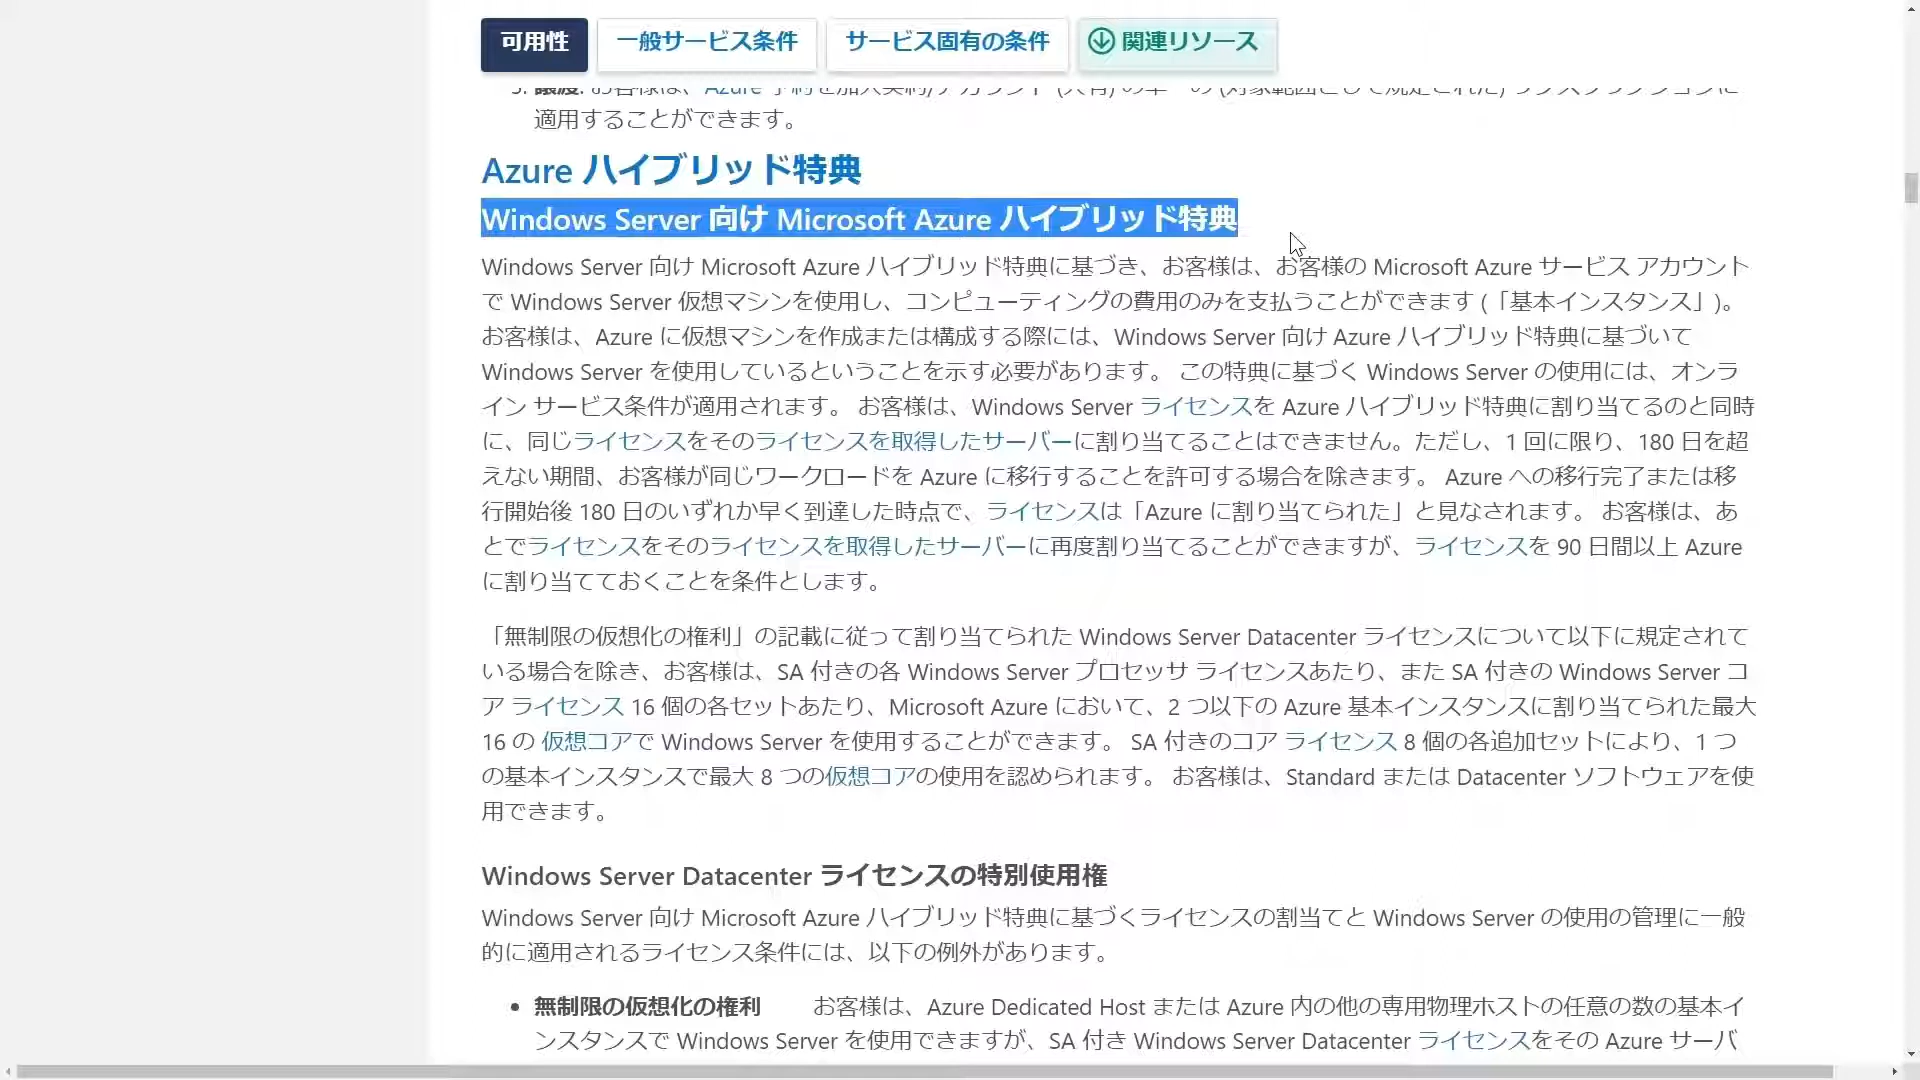 可用性
一般サービス条件
サービス固有の条件
関連リソース
適用することができます。
Azure ハイブリッド特典
Windows Server 向け Microsoft Azure ハイブリッド特典
Windows Server 向け Microsoft Azure ハイブリッド特典に基づき、お客様は、お客様の Microsoft Azure サービス アカウント
で Windows Server 仮想マシンを使用し、コンピューティングの費用のみを支払うことができます (「基本インスタンス」)。
お客様は、Azure に仮想マシンを作成または構成する際には、Windows Server 向け Azure ハイブリッド特典に基づいて
Windows Server を使用しているということを示す必要があります。 この特典に基づく Windows Server の使用には、オンラ
イン サービス条件が適用されます。 お客様は、Windows Server ライセンスを Azure ハイブリッド特典に割り当てるのと同時
に、同じライセンスをそのライセンスを取得したサーバーに割り当てることはできません。ただし、1 回に限り、180 日を超
えない期間、お客様が同じワークロードを Azure に移行することを許可する場合を除きます。 Azure への移行完了または移
行開始後 180 日のいずれか早く到達した時点で、ライセンスは「Azure に割り当てられた」と見なされます。 お客様は、あ
とでライセンスをそのライセンスを取得したサーバーに再度割り当てることができますが、ライセンスを 90 日間以上 Azure
に割り当てておくことを条件とします。
「無制限の仮想化の権利」の記載に従って割り当てられた Windows Server Datacenter ライセンスについて以下に規定されて
いる場合を除き、お客様は、SA 付きの各 Windows Server プロセッサ ライセンスあたり、また SA 付きの Windows Server コ
ア ライセンス 16 個の各セットあたり、Microsoft Azure において、2 つ以下の Azure 基本インスタンスに割り当てられた最大
16 の 仮想コアで Windows Server を使用することができます。 SA 付きのコア ライセンス 8 個の各追加セットにより、1 つ
の基本インスタンスで最大 8 つの仮想コアの使用を認められます。 お客様は、Standard または Datacenter ソフトウェアを使
用できます。
Windows Server Datacenter ライセンスの特別使用権
Windows Server 向け Microsoft Azure ハイブリッド特典に基づくライセンスの割当てと Windows Server の使用の管理に一般
的に適用されるライセンス条件には、以下の例外があります。
• 無制限の仮想化の権利 お客様は、Azure Dedicated Host または Azure 内の他の専用物理ホストの任意の数の基本イ
ンスタンスで Windows Server を使用できますが、SA 付き Windows Server Datacenter ライセンスをその Azure サーバ